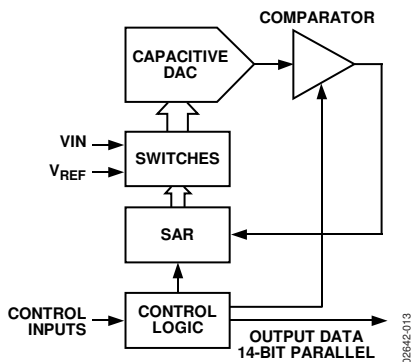 COMPARATOR
CAPACITIVE
DAC
VIN
VREF
SWITCHES
SAR
CONTROL
INPUTS
CONTROL
LOGIC
OUTPUT DATA
14-BIT PARALLEL
02642-013